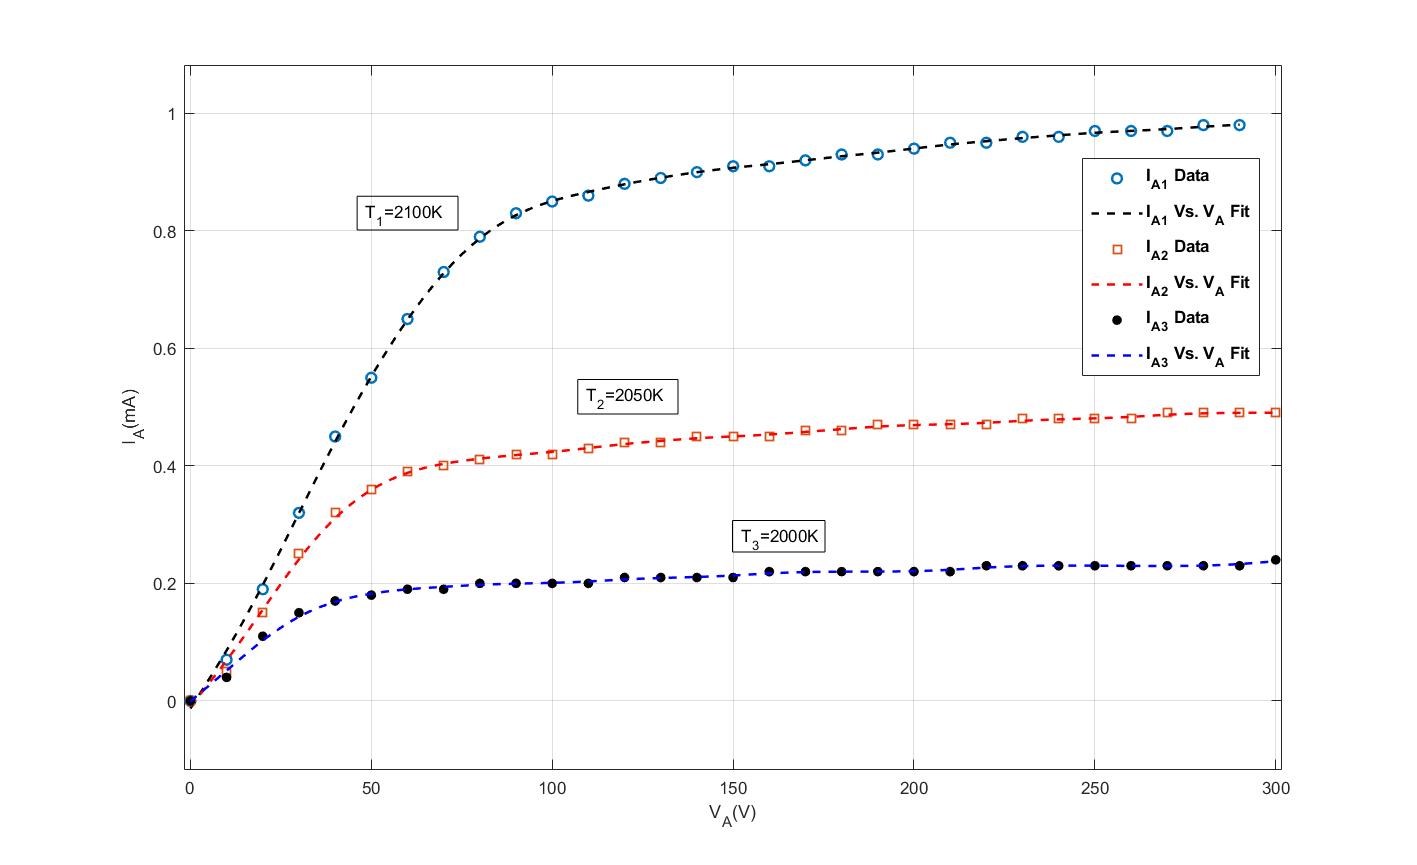 1
0.8
0.6
0.4
0.2
0
I_A(mA)
T_1=2100K
T_2=2050K
T_3=2000K
I_A1 Data
I_A1 Vs. V_A Fit
I_A2 Data
I_A2 Vs. V_A Fit
I_A3 Data
I_A3 Vs. V_A Fit
0 50 100 150 200 250 300
V_A(V)